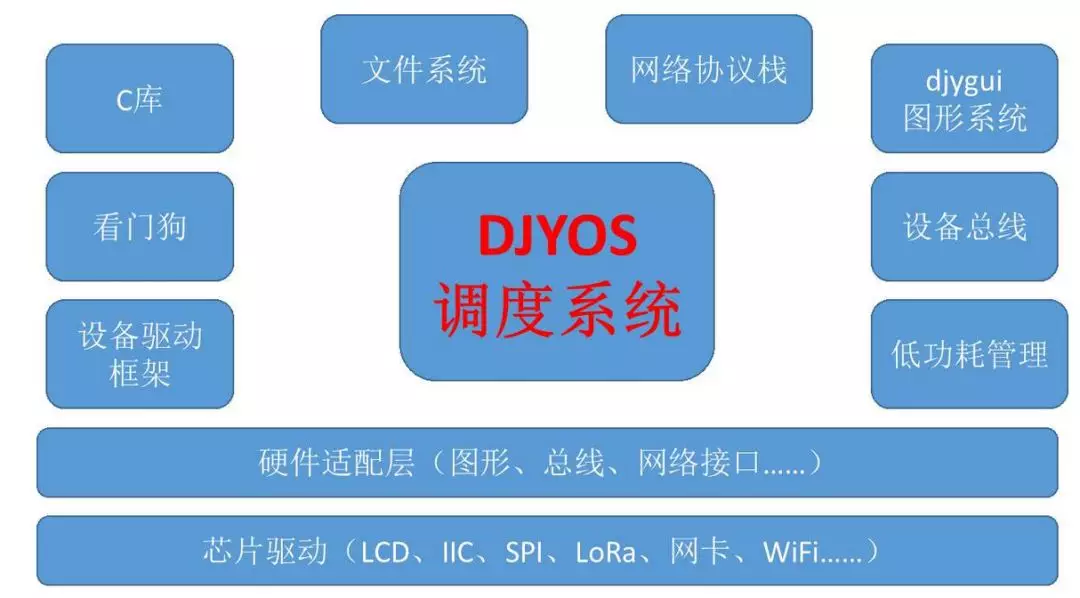 C库
文件系统
网络协议栈
djygui
图形系统
看门狗
DJYOS
调度系统
设备总线
设备驱动
框架
低功耗管理
硬件适配层（图形、总线、网络接口……）
芯片驱动（LCD、IIC、SPI、LoRa、网卡、WiFi……）